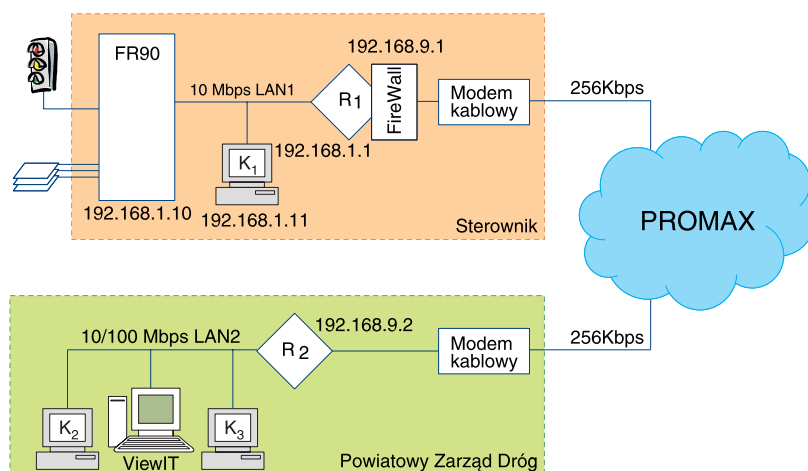 FR90
192.168.9.1
10 Mbps LAN1
R1
FireWall
Modem
kablowy
256Kbps
K1
192.168.1.1
192.168.1.10
192.168.1.11
Sterownik
PROMAX
10/100 Mbps LAN2
R2
192.168.9.2
Modem
kablowy
256Kbps
K2
ViewIT
K3
Powiatowy Zarząd Dróg